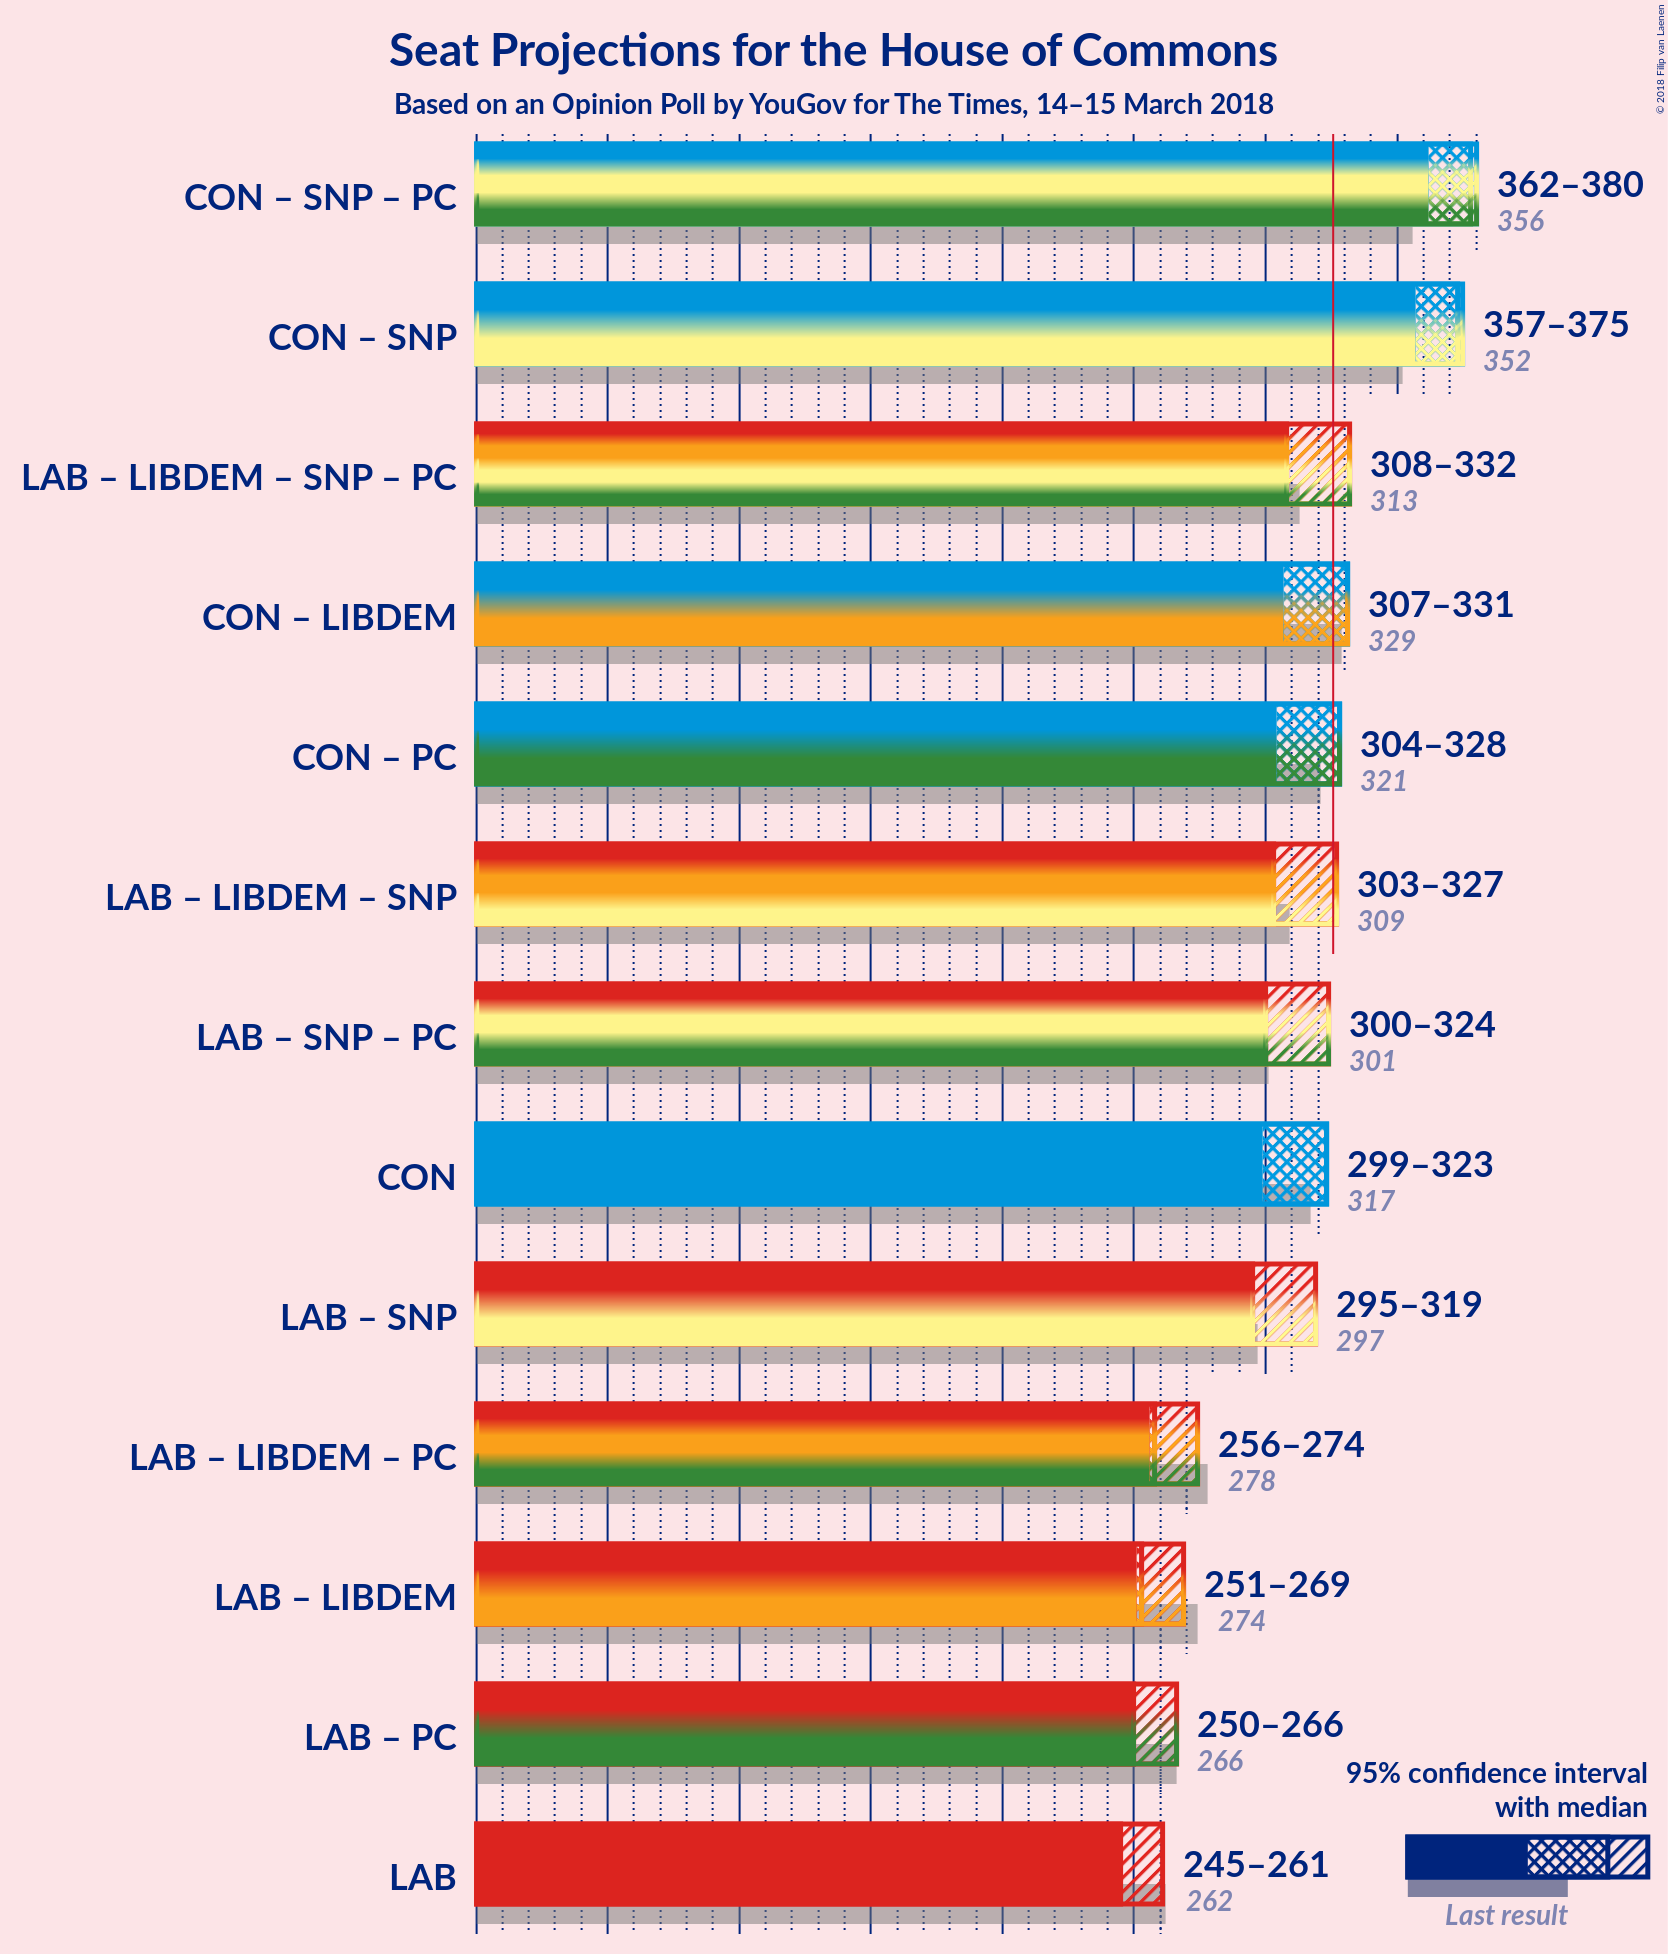 Seat Projections for the House of Commons
Based on an Opinion Poll by YouGov for The Times, 14–15 March 2018
© 2018 Filip van Laenen
CON – SNP – PC
362–380
356
CON – SNP
357–375
352
LAB – LIBDEM – SNP – PC
308–332
313
CON – LIBDEM
307–331
329
CON – PC
304–328
321
LAB – LIBDEM – SNP
303–327
309
LAB – SNP – PC
300–324
301
CON
299–323
317
LAB – SNP
295–319
297
LAB – LIBDEM – PC
256–274
278
LAB – LIBDEM
251–269
274
LAB – PC
250–266
266
LAB
245–261
262
95% confidence interval
with median
Last result